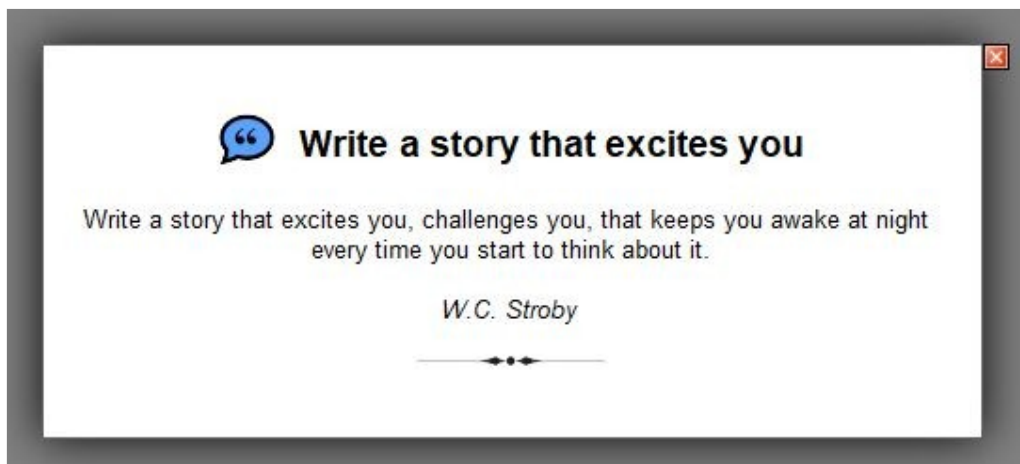 Write a story that excites you
Write a story that excites you, challenges you, that keeps you awake at night
every time you start to think about it.
W.C. Stroby